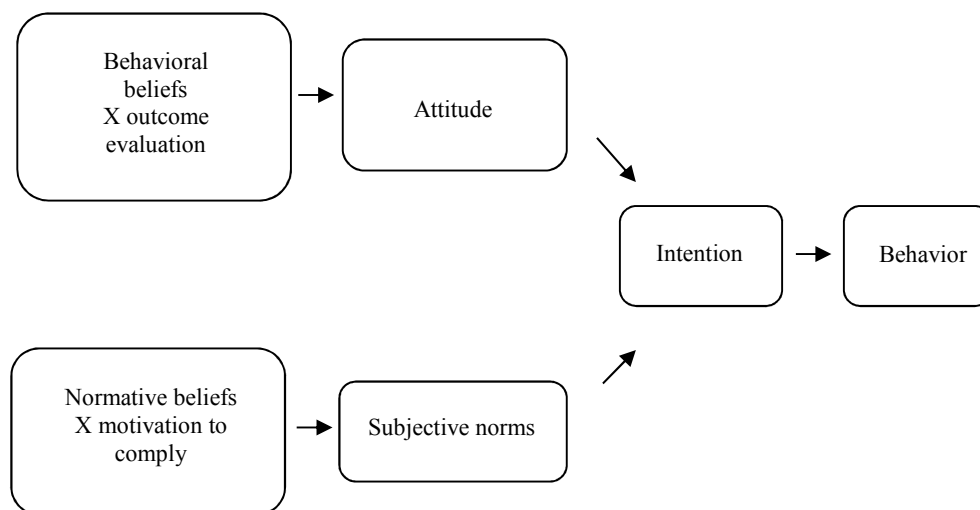 Behavioral
beliefs
X outcome
evaluation
Attitude
Intention
Behavior
Normative beliefs
X motivation to
comply
Subjective norms